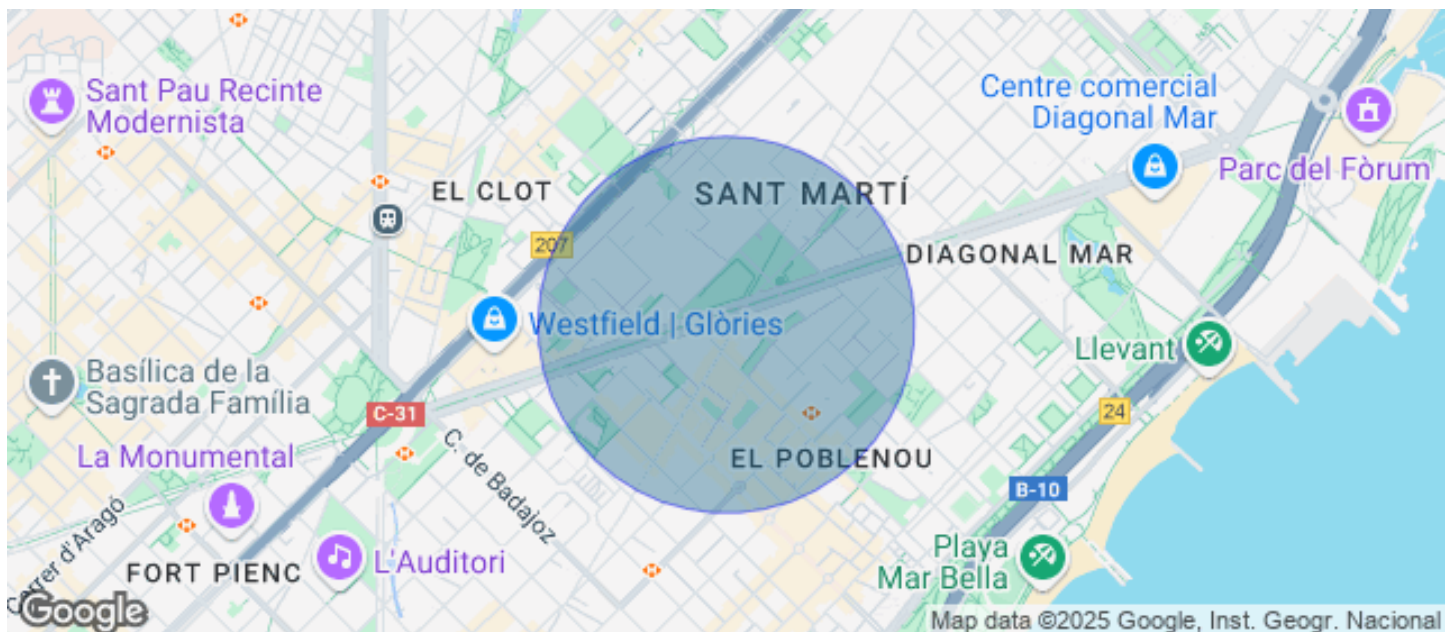 Sant Pau Recinte
Modernista
EL CLOT
SANT MARTÍ
Centre comercial
Diagonal Mar
Parc del Fòrum
207
DIAGONAL MAR
Westfield | Glòries
Llevant
Basílica de la
Sagrada Família
C-31
24
La Monumental
C. de Badajoz
EL POBLENOU
B-10
Carrer d'Aragó
L'Auditori
FORT PIENC
Playa
Mar Bella
Google
Map data ©2025 Google, Inst. Geogr. Nacional